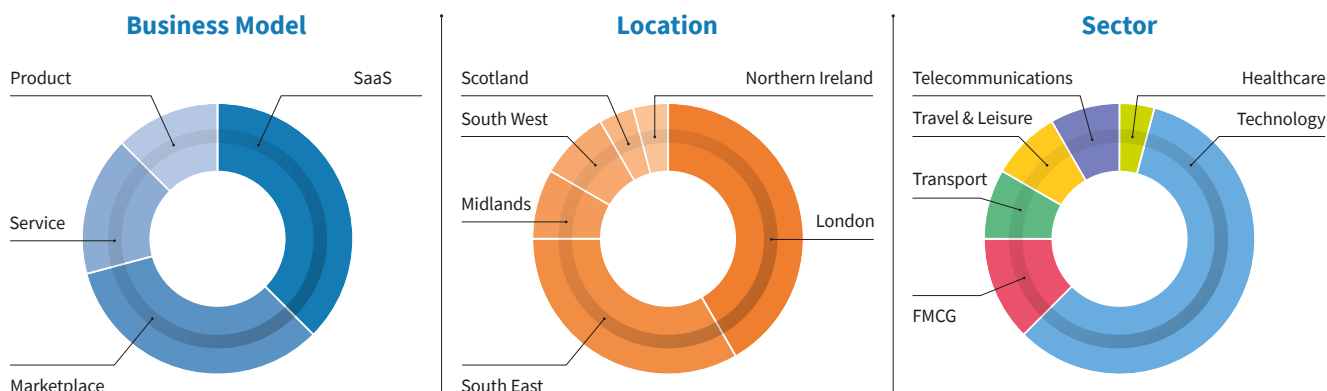 Business Model
Product
SaaS
Service
Marketplace
Location
Scotland
Northern Ireland
South West
Midlands
London
South East
Sector
Telecommunications
Healthcare
Travel & Leisure
Technology
Transport
FMCG